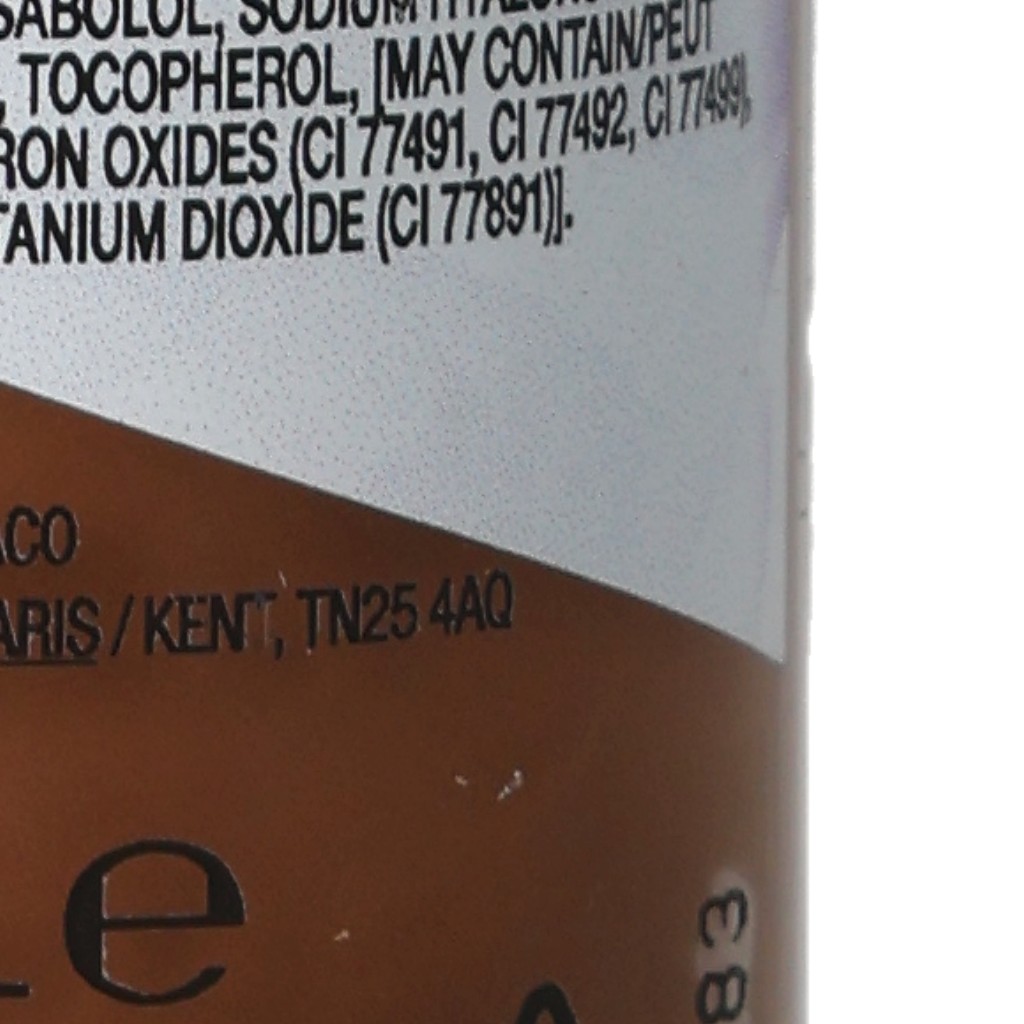 SABOLOL, SODIUM
, TOCOPHEROL, [MAY CONTAIN/PEUT
RON OXIDES (CI 77491, CI 77492, CI 77499),
TANIUM DIOXIDE (CI 77891)].
ACO
ARIS / KENT, TN25 4AQ
e
83